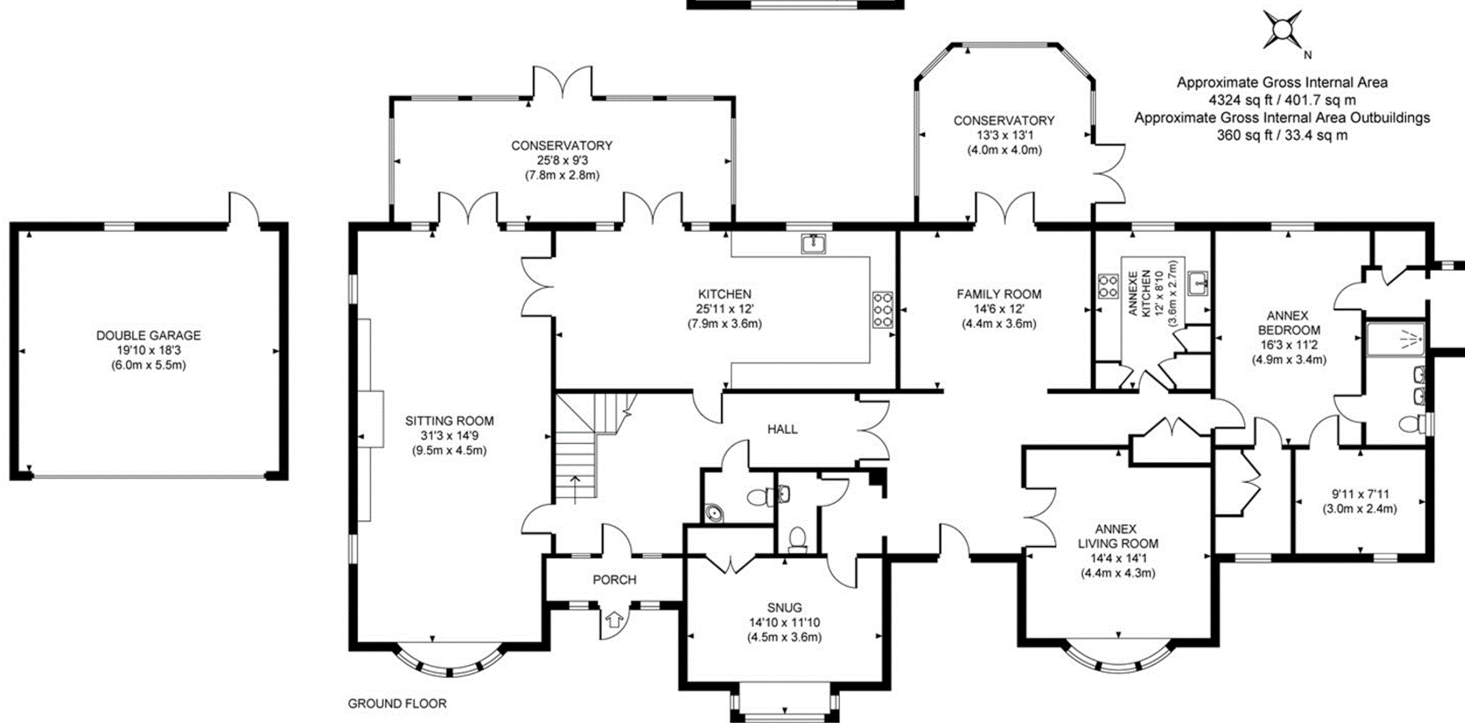 N
Approximate Gross Internal Area
4324 sq ft / 401.7 sq m
Approximate Gross Internal Area Outbuildings
360 sq ft / 33.4 sq m
CONSERVATORY
25'8 x 9'3
(7.8m x 2.8m)
CONSERVATORY
13'3 x 13'1
(4.0m x 4.0m)
DOUBLE GARAGE
19'10 x 18'3
(6.0m x 5.5m)
SITTING ROOM
31'3 x 14'9
(9.5m x 4.5m)
KITCHEN
25'11 x 12'
(7.9m x 3.6m)
FAMILY ROOM
14'6 x 12'
(4.4m x 3.6m)
ANNEXE
KITCHEN
12' x 8'10
(3.6m x 2.7m)
ANNEX
BEDROOM
16'3 x 11'2
(4.9m x 3.4m)
HALL
9'11 x 7'11
(3.0m x 2.4m)
ANNEX
LIVING ROOM
14'4 x 14'1
(4.4m x 4.3m)
PORCH
SNUG
14'10 x 11'10
(4.5m x 3.6m)
GROUND FLOOR